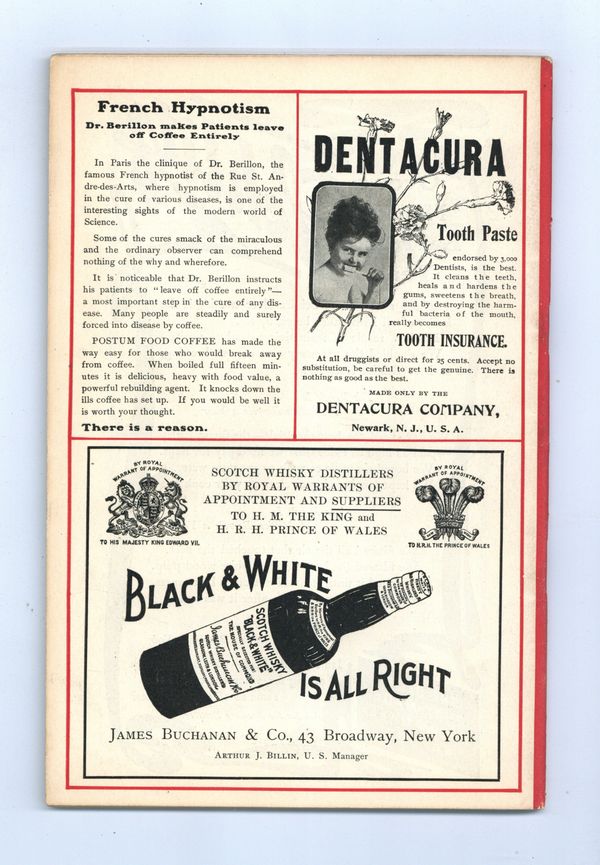 French Hypnotism
Dr. Berillon makes Patients leave
off Coffee Entirely
In Paris the clinique of Dr. Berillon, the
famous French hypnotist of the Rue St. An-
dre-des-Arts, where hypnotism is employed
in the cure of various diseases, is one of the
interesting sights of the modern world of
Science.
Some of the cures smack of the miraculous
and the ordinary observer can comprehend
nothing of the why and wherefore.
It is noticeable that Dr. Berillon instructs
his patients to "leave off coffee entirely"—
a most important step in the cure of any dis-
ease. Many people are steadily and surely
forced into disease by coffee.
POSTUM FOOD COFFEE has made the
way easy for those who would break away
from coffee. When boiled full fifteen min-
utes it is delicious, heavy with food value, a
powerful rebuilding agent. It knocks down the
ills coffee has set up. If you would be well it
is worth your thought.
There is a reason.
DENTACURA
Tooth Paste
endorsed by 3,000
Dentists, is the best.
It cleans the teeth,
heals and hardens the
gums, sweetens the breath,
and by destroying the harm-
ful bacteria of the mouth,
really becomes
TOOTH INSURANCE.
At all druggists or direct for 25 cents. Accept no
substitution, be careful to get the genuine. There is
nothing as good as the best.
MADE ONLY BY THE
DENTACURA COMPANY,
Newark, N. J., U. S. A.
BY ROYAL
WARRANT OF APPOINTMENT
TO HIS MAJESTY KING EDWARD VII.
SCOTCH WHISKY DISTILLERS
BY ROYAL WARRANTS OF
APPOINTMENT AND SUPPLIERS
TO H. M. THE KING and
H. R. H. PRINCE OF WALES
BY ROYAL
WARRANT OF APPOINTMENT
TO H.R.H. THE PRINCE OF WALES
BLACK & WHITE
SCOTCH WHISKY
"BLACK & WHITE"
THE HOUSE OF COMMONS
James Buchanan & Co.
SCOTCH WHISKY DISTILLERS
GLASGOW, LEITH & LONDON
IS ALL RIGHT
JAMES BUCHANAN & Co., 43 Broadway, New York
ARTHUR J. BILLIN, U. S. Manager